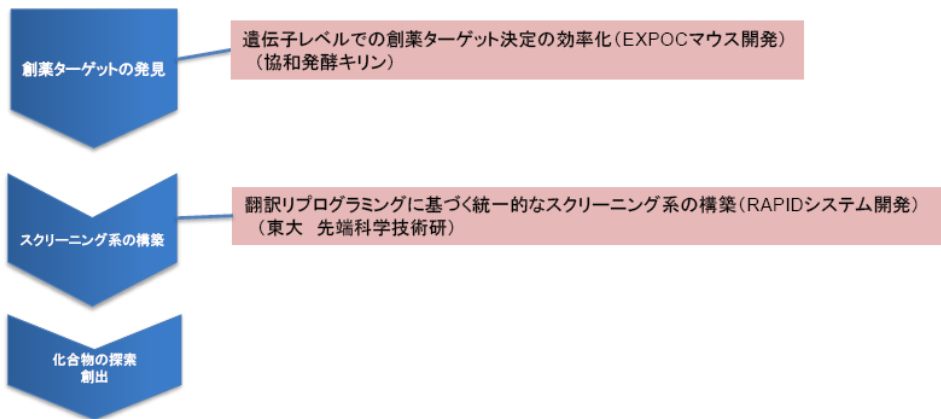 創薬ターゲットの発見
遺伝子レベルでの創薬ターゲット決定の効率化（EXPOCマウス開発）
（協和発酵キリン）
スクリーニング系の構築
翻訳リプログラミングに基づく統一的なスクリーニング系の構築（RAPIDシステム開発）
（東大　先端科学技術研）
化合物の探索
創出